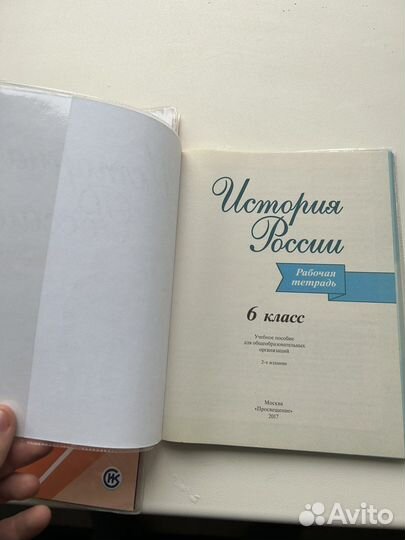 История
России
Рабочая
тетрадь
6 класс
Учебное пособие
для общеобразовательных
организаций
2-е издание
Москва
«Просвещение»
2017
Avito